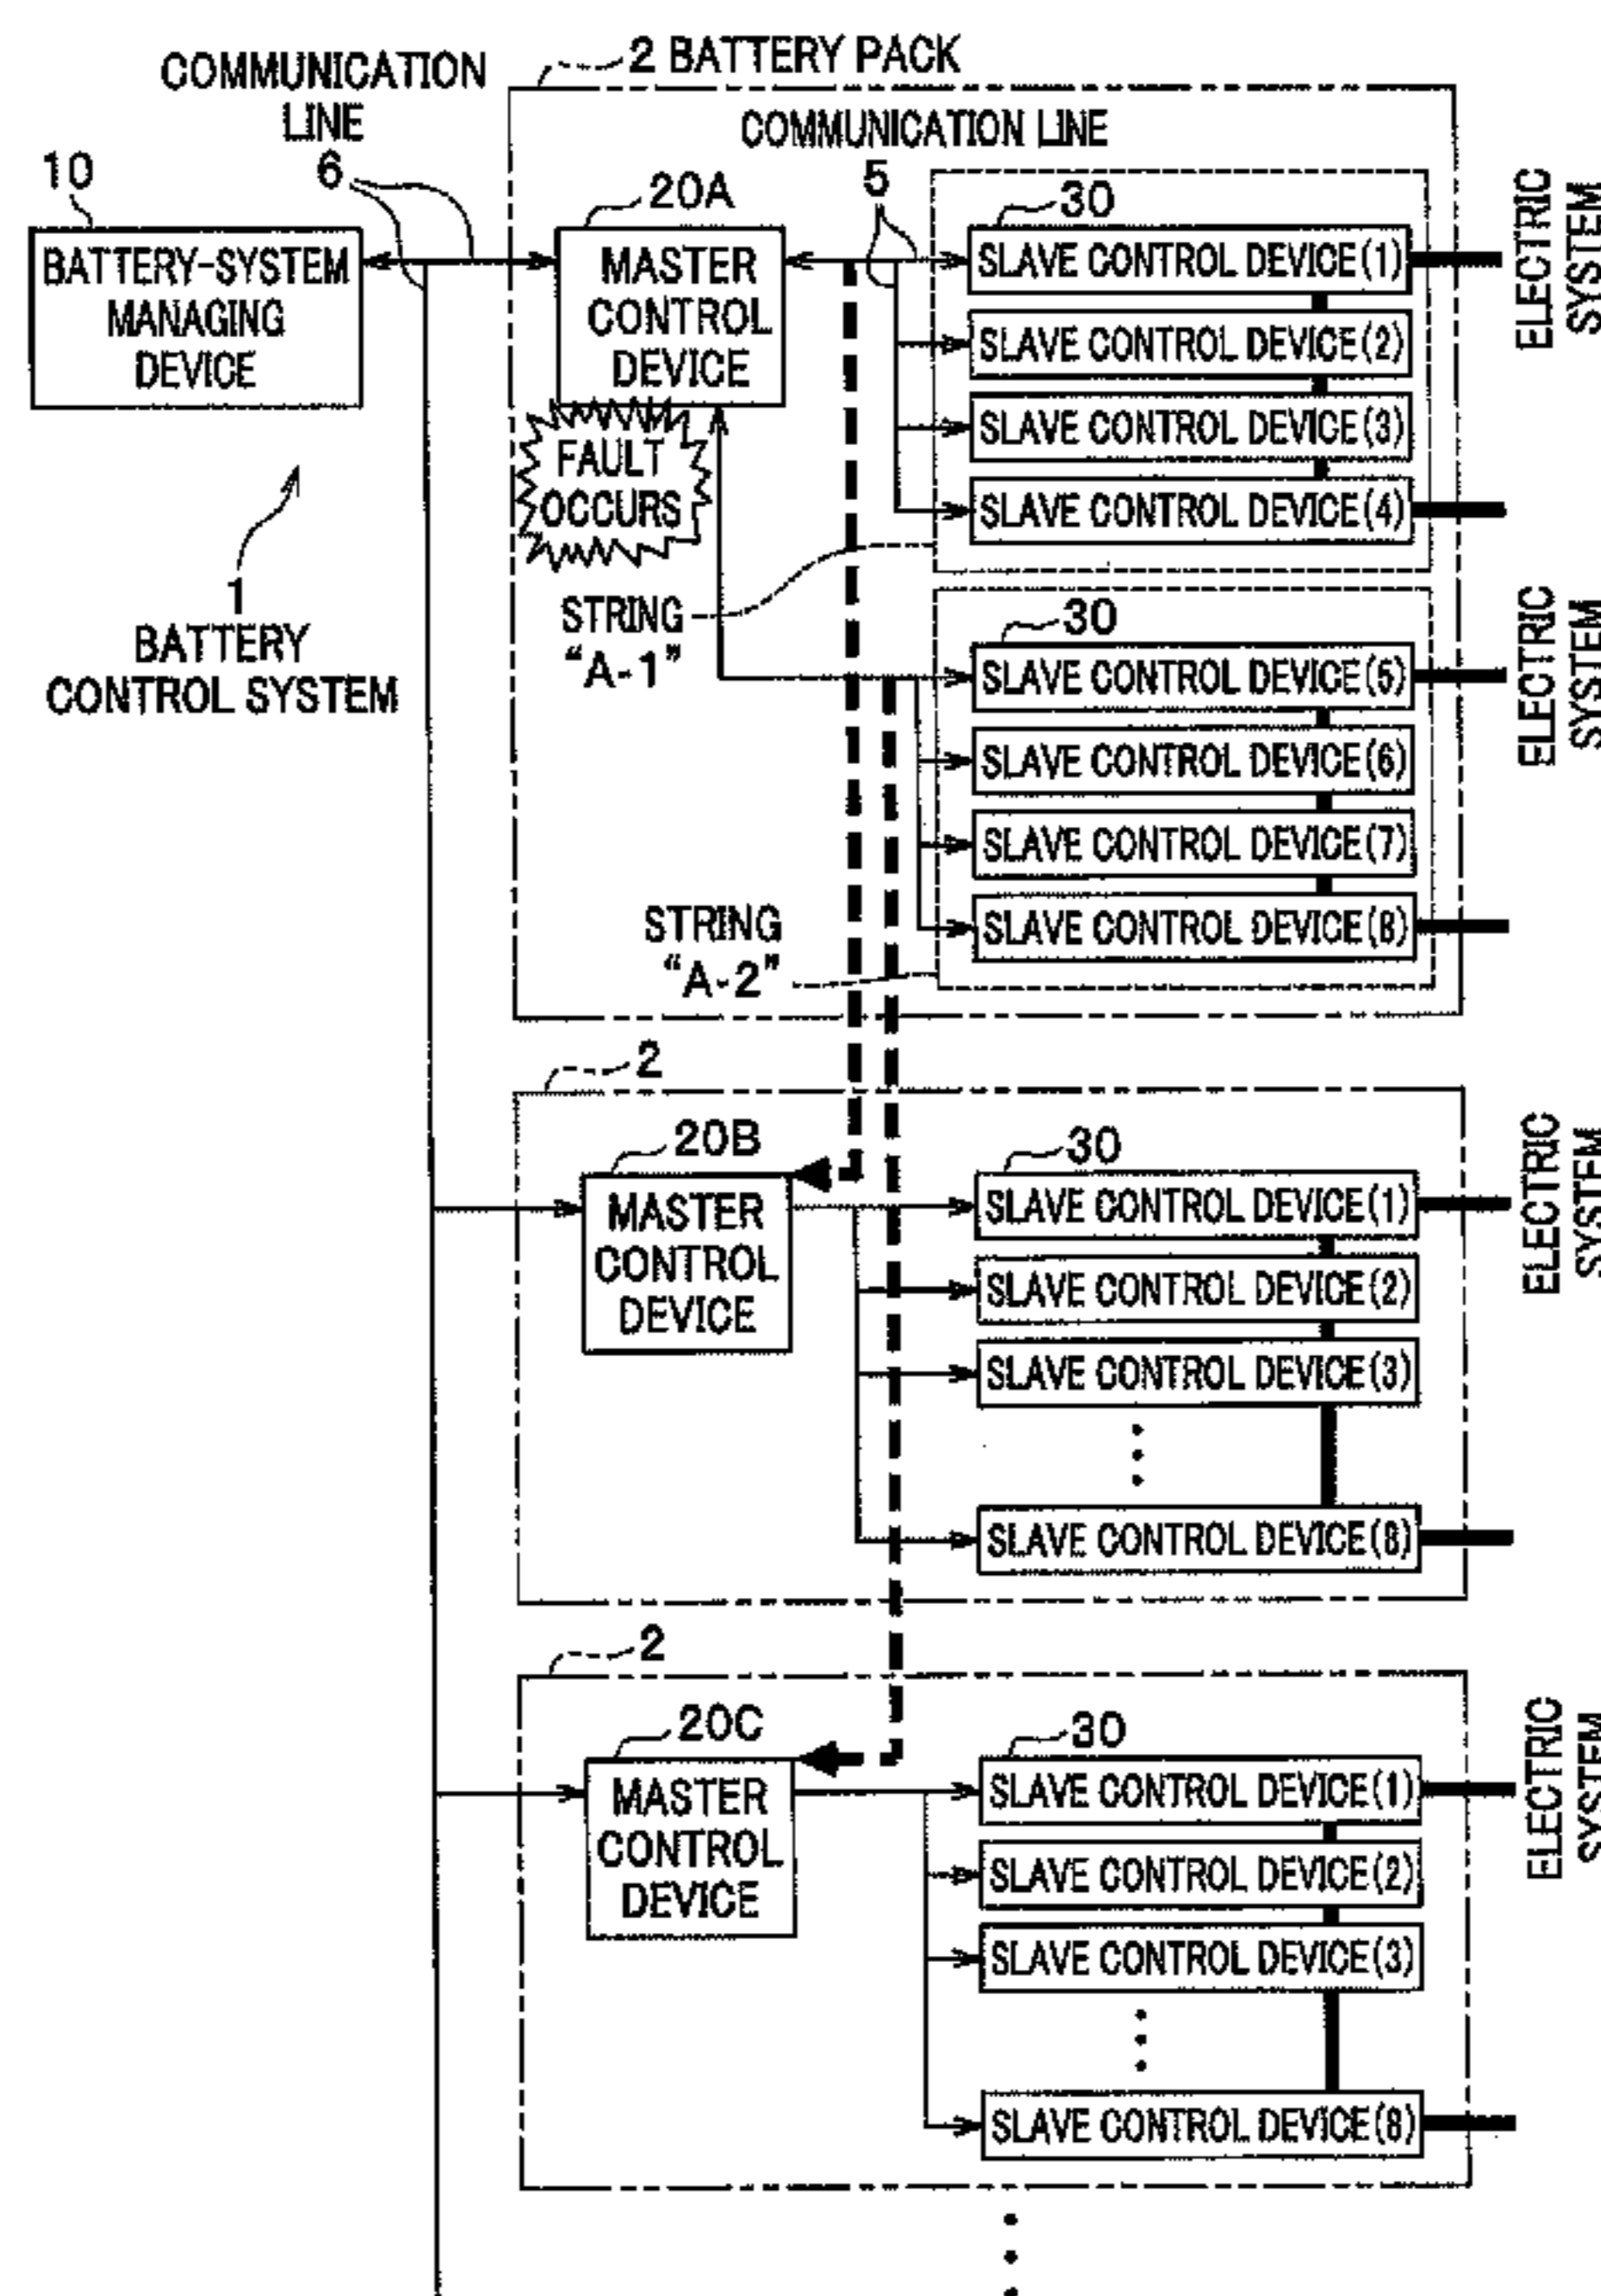 COMMUNICATION
LINE
6
10
BATTERY-SYSTEM
MANAGING
DEVICE
1
BATTERY
CONTROL SYSTEM
2 BATTERY PACK
COMMUNICATION LINE
5
20A
MASTER
CONTROL
DEVICE
FAULT
OCCURS
30
SLAVE CONTROL DEVICE(1)
SLAVE CONTROL DEVICE(2)
SLAVE CONTROL DEVICE(3)
SLAVE CONTROL DEVICE(4)
ELECTRIC
SYSTEM
STRING
“A-1”
30
SLAVE CONTROL DEVICE(5)
SLAVE CONTROL DEVICE(6)
SLAVE CONTROL DEVICE(7)
SLAVE CONTROL DEVICE(8)
ELECTRIC
SYSTEM
STRING
“A-2”
2
20B
MASTER
CONTROL
DEVICE
30
SLAVE CONTROL DEVICE(1)
SLAVE CONTROL DEVICE(2)
SLAVE CONTROL DEVICE(3)
SLAVE CONTROL DEVICE(8)
ELECTRIC
SYSTEM
2
20C
MASTER
CONTROL
DEVICE
30
SLAVE CONTROL DEVICE(1)
SLAVE CONTROL DEVICE(2)
SLAVE CONTROL DEVICE(3)
SLAVE CONTROL DEVICE(8)
ELECTRIC
SYSTEM